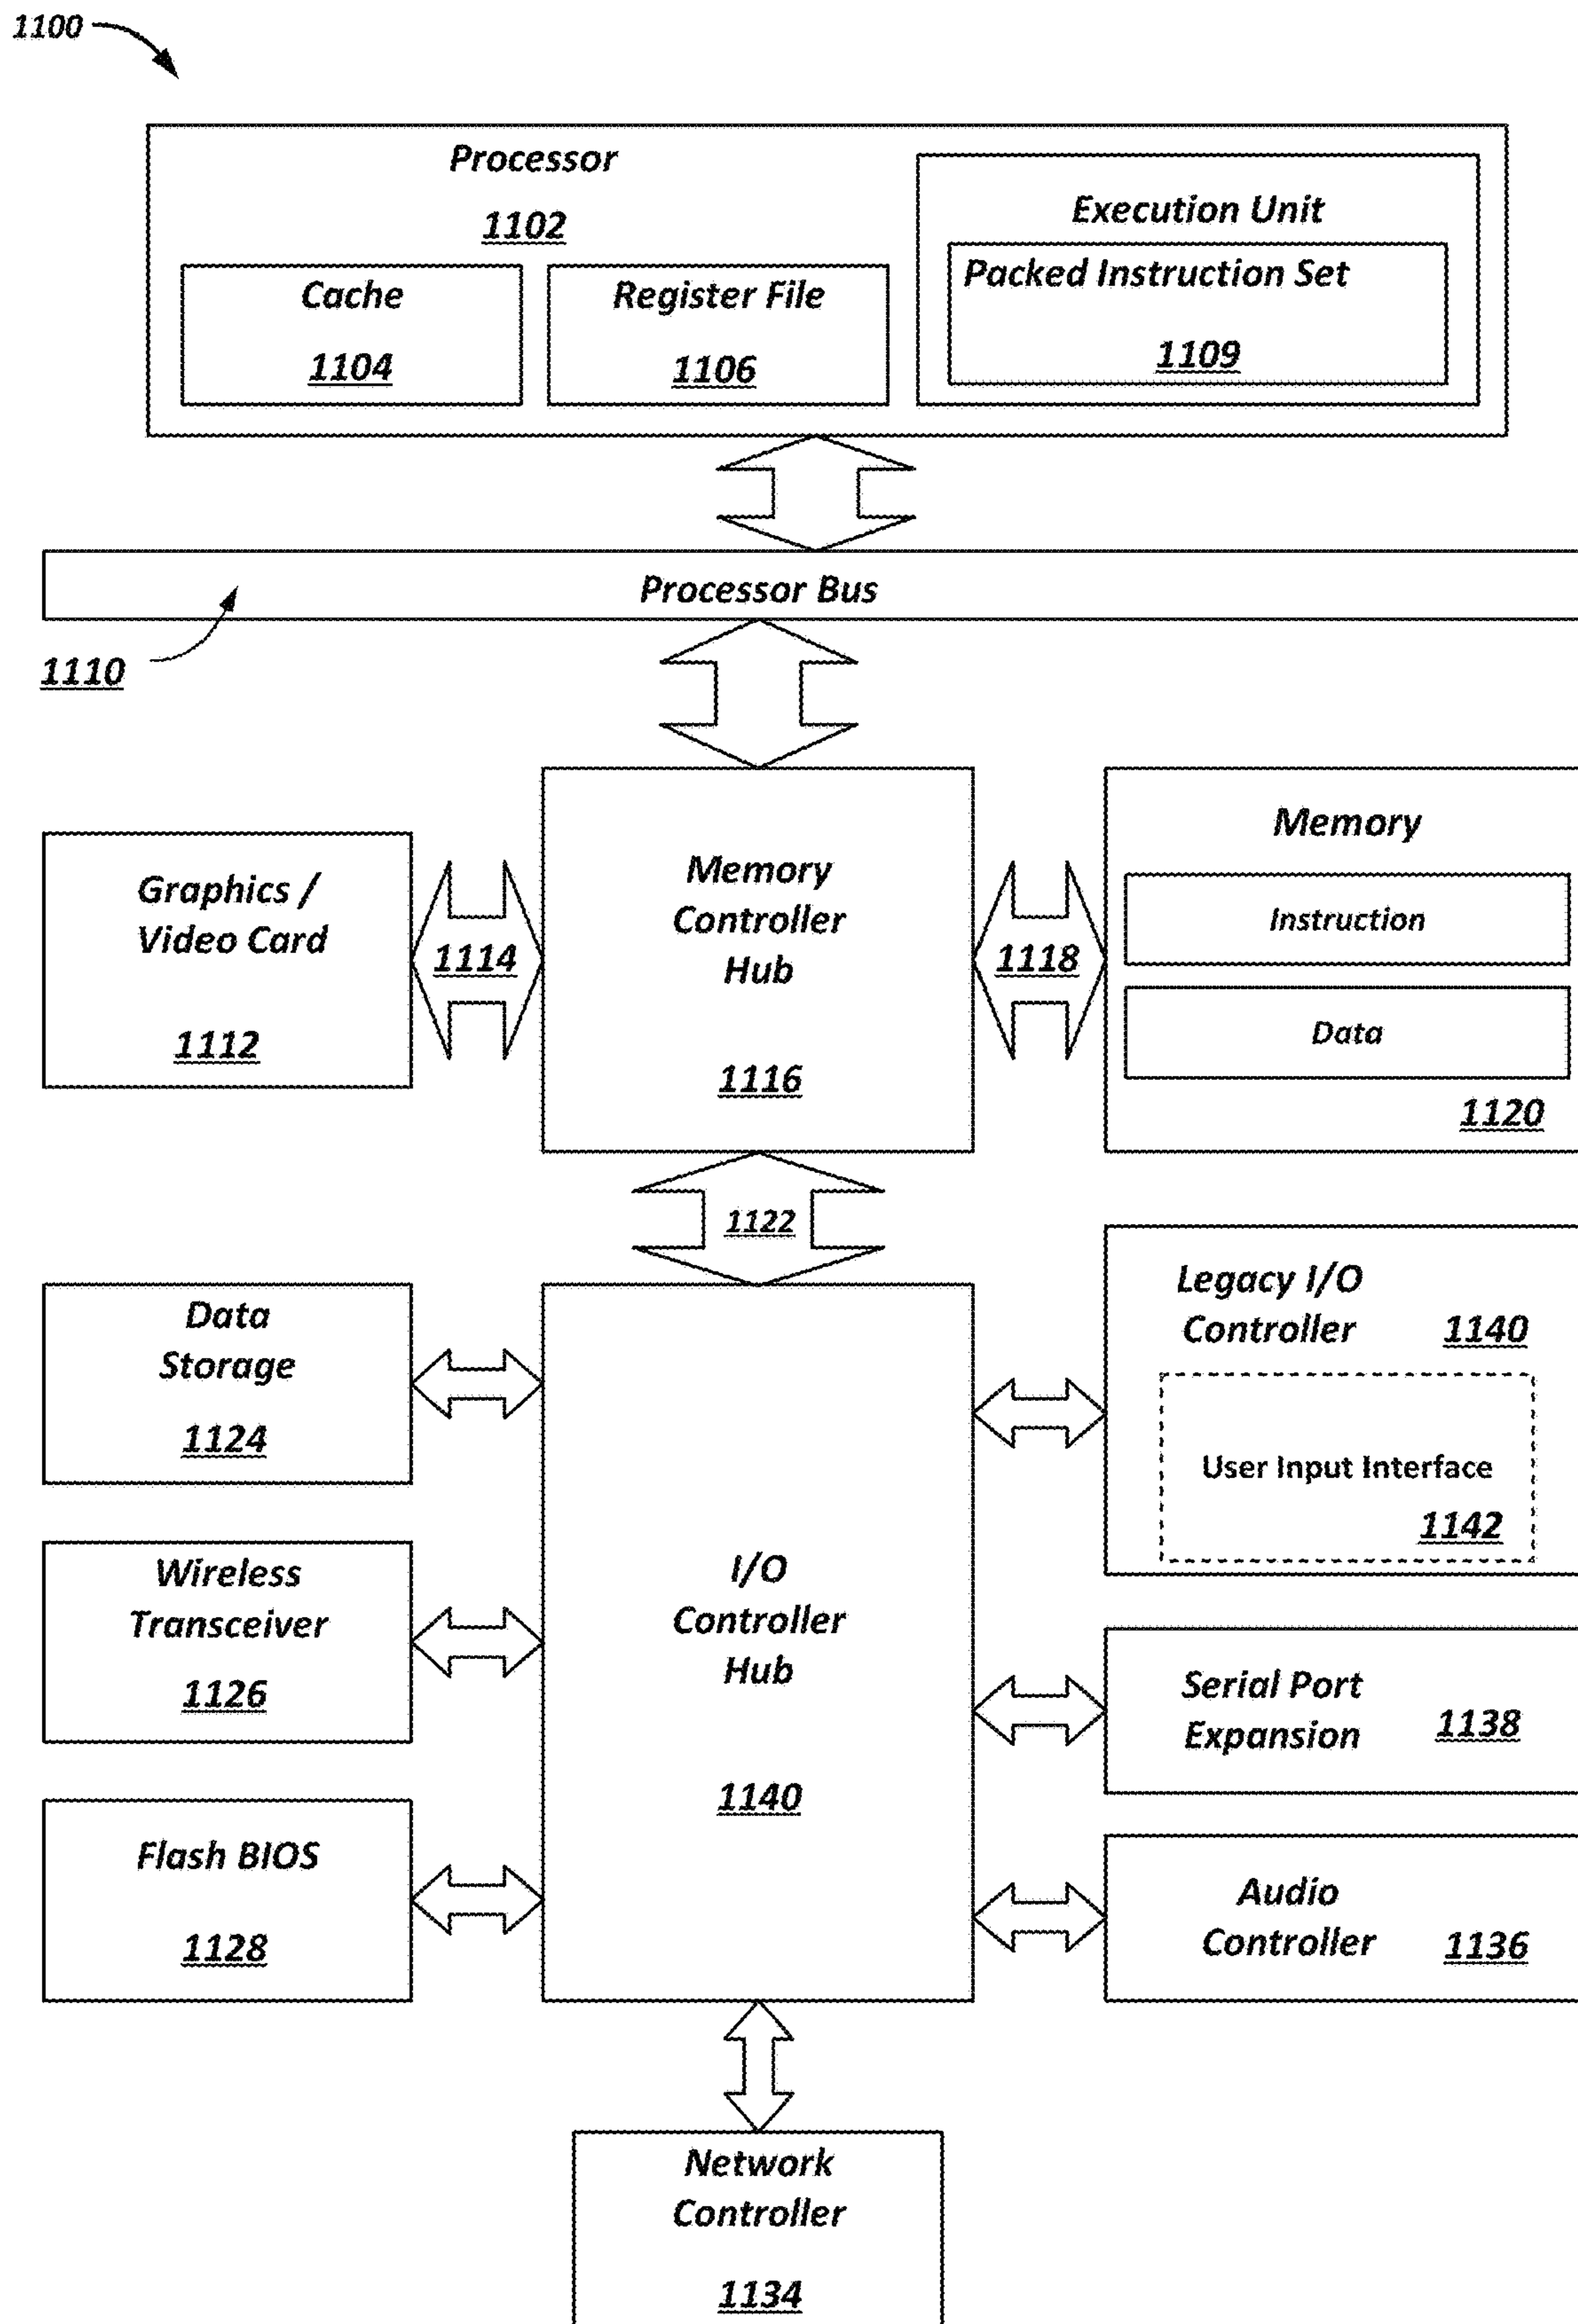 1100
Processor
1102
Cache
1104
Register File
1106
Execution Unit
Packed Instruction Set
1109
Processor Bus
1110
Graphics /
Video Card
1112
1114
Memory
Controller
Hub
1116
1118
Memory
Instruction
Data
1120
1122
Data
Storage
1124
Wireless
Transceiver
1126
Flash BIOS
1128
I/O
Controller
Hub
1140
Legacy I/O
Controller 1140
User Input Interface
1142
Serial Port
Expansion 1138
Audio
Controller 1136
Network
Controller
1134